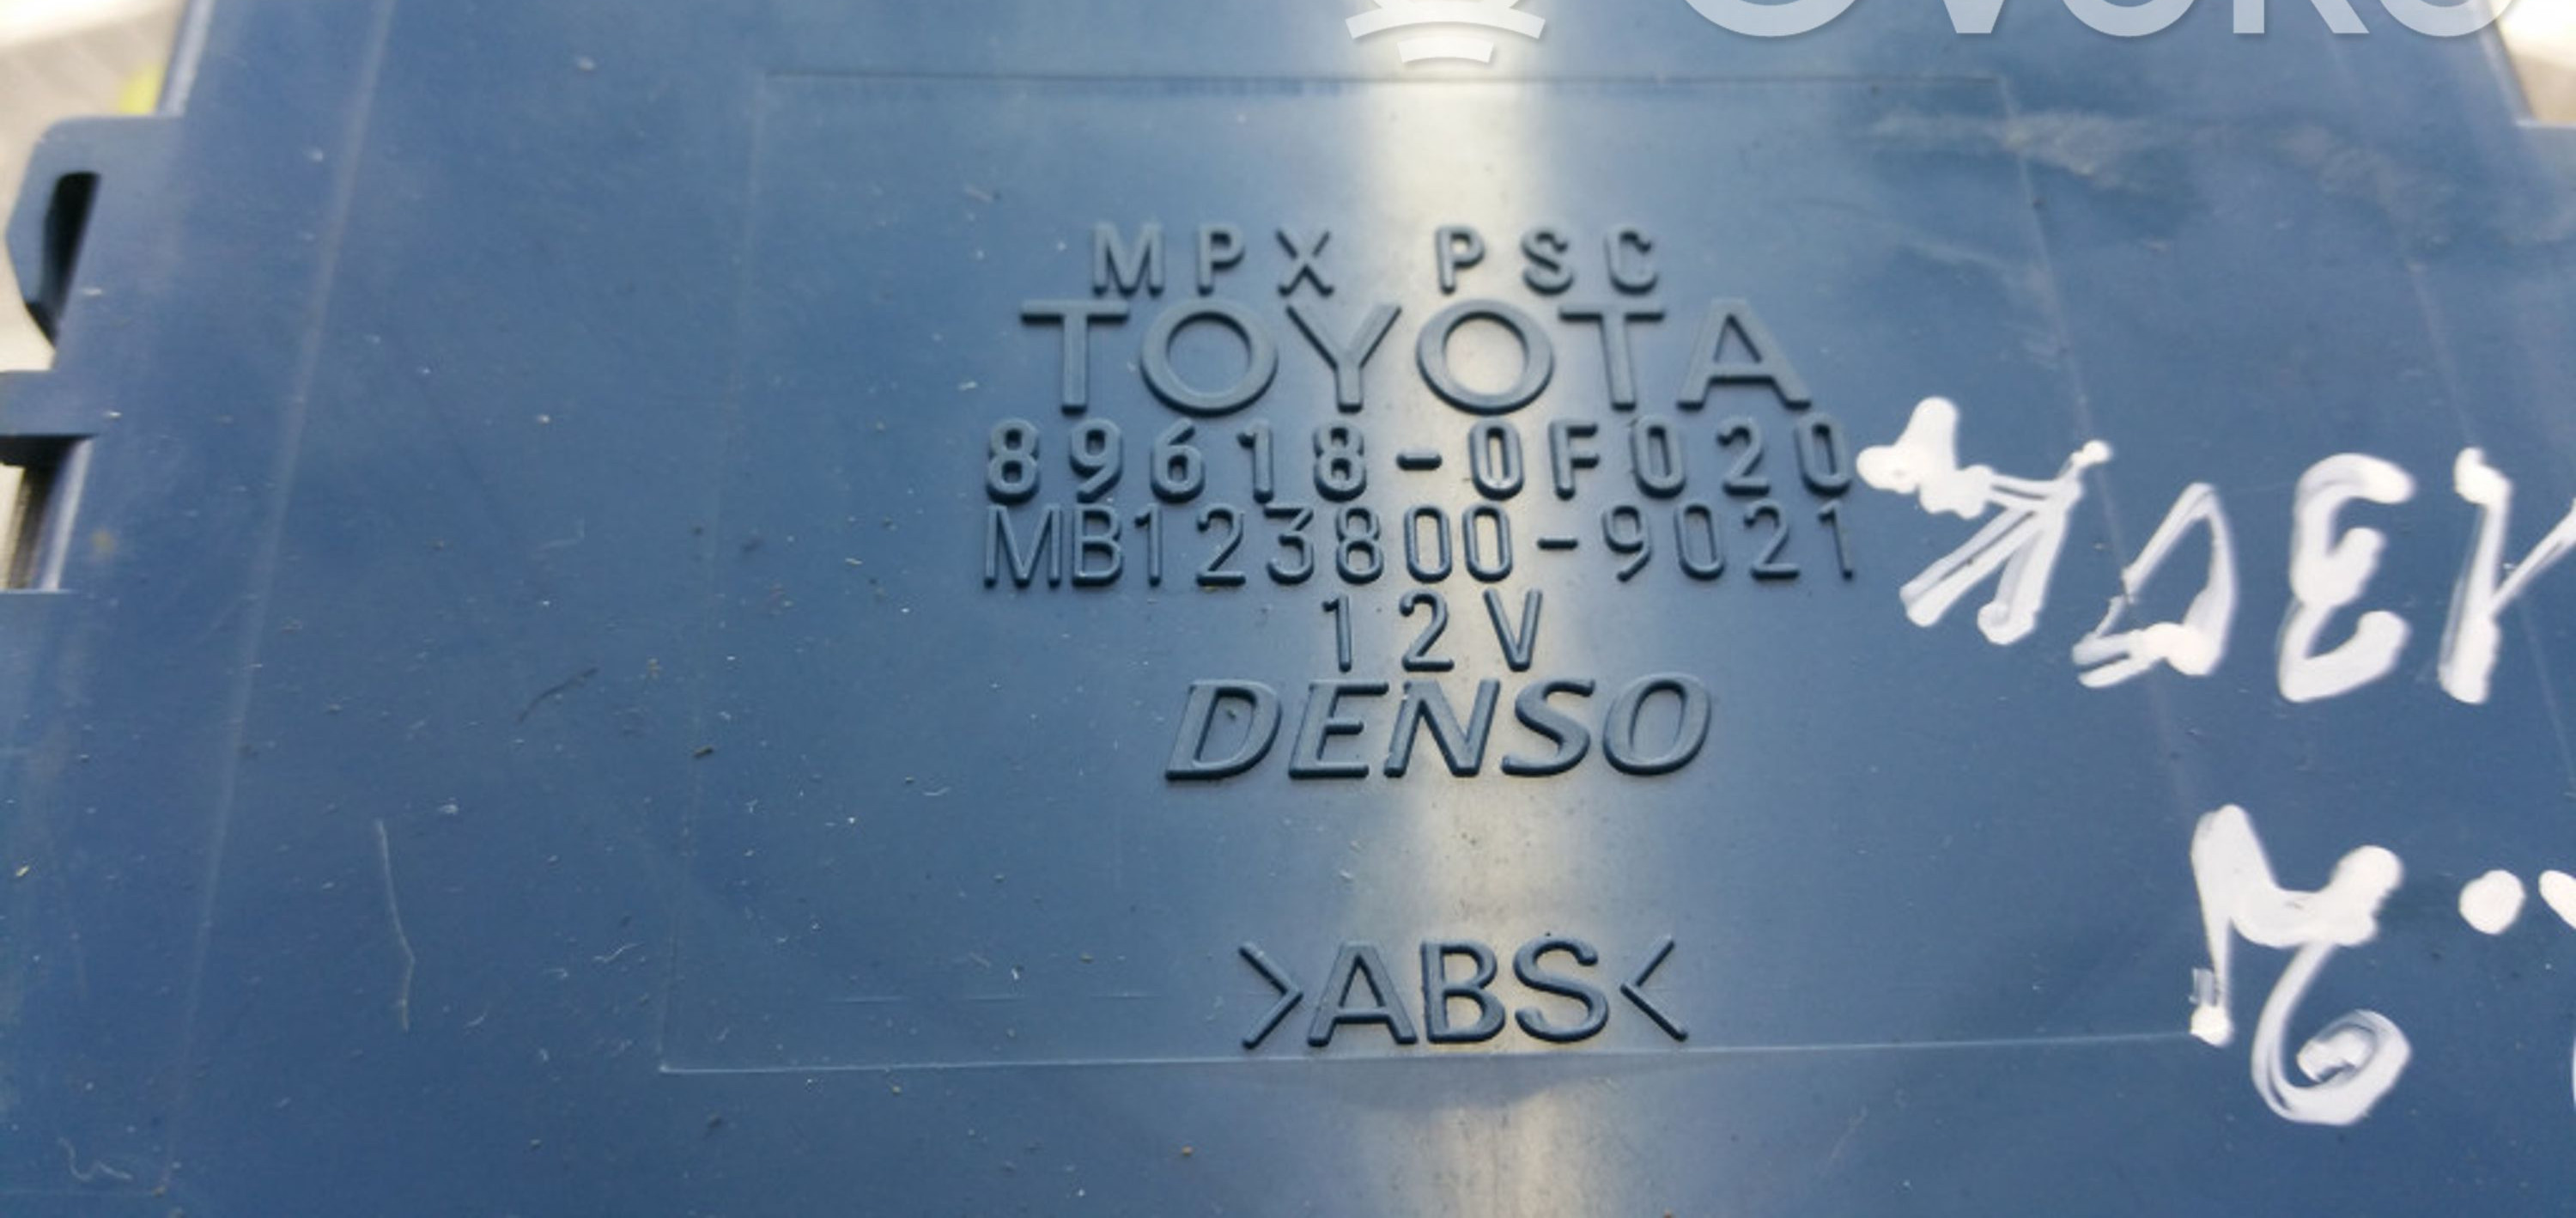 MPX PSC
TOYOTA
89618-0F020
MB123800-9021
12V
DENSO
>ABS<